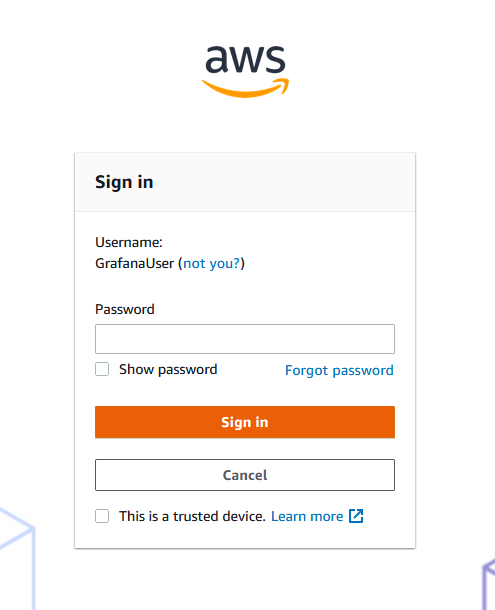 aws
Sign in
Username:
GrafanaUser (not you?)
Password
Show password Forgot password
Sign in
Cancel
This is a trusted device. Learn more